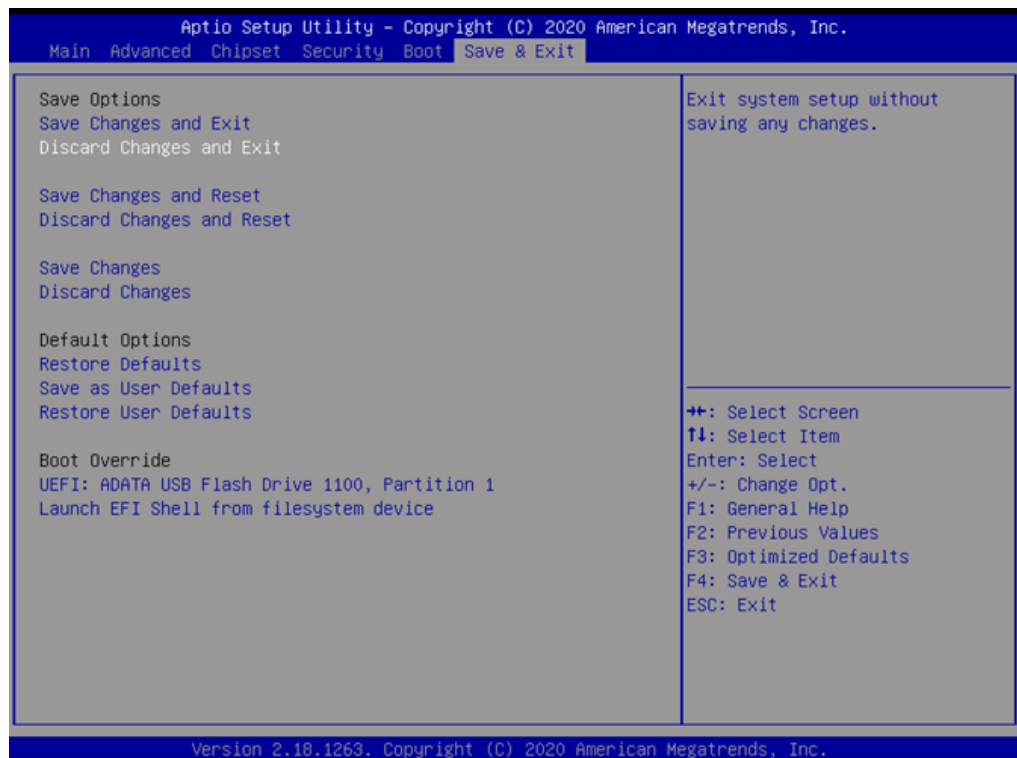 Aptio Setup Utility – Copyright (C) 2020 American Megatrends, Inc.
Main Advanced Chipset Security Boot Save & Exit
Save Options
Save Changes and Exit
Discard Changes and Exit
Save Changes and Reset
Discard Changes and Reset
Save Changes
Discard Changes
Default Options
Restore Defaults
Save as User Defaults
Restore User Defaults
Boot Override
UEFI: ADATA USB Flash Drive 1100, Partition 1
Launch EFI Shell from filesystem device
Exit system setup without
saving any changes.
→←: Select Screen
↑↓: Select Item
Enter: Select
+/-: Change Opt.
F1: General Help
F2: Previous Values
F3: Optimized Defaults
F4: Save & Exit
ESC: Exit
Version 2.18.1263. Copyright (C) 2020 American Megatrends, Inc.